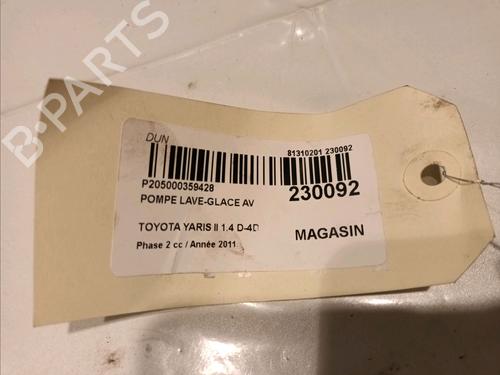 B-PARTS
DUN
81310201 230092
P205000359428
230092
POMPE LAVE-GLACE AV
TOYOTA YARIS II 1.4 D-4D
MAGASIN
Phase 2 cc / Année 2011